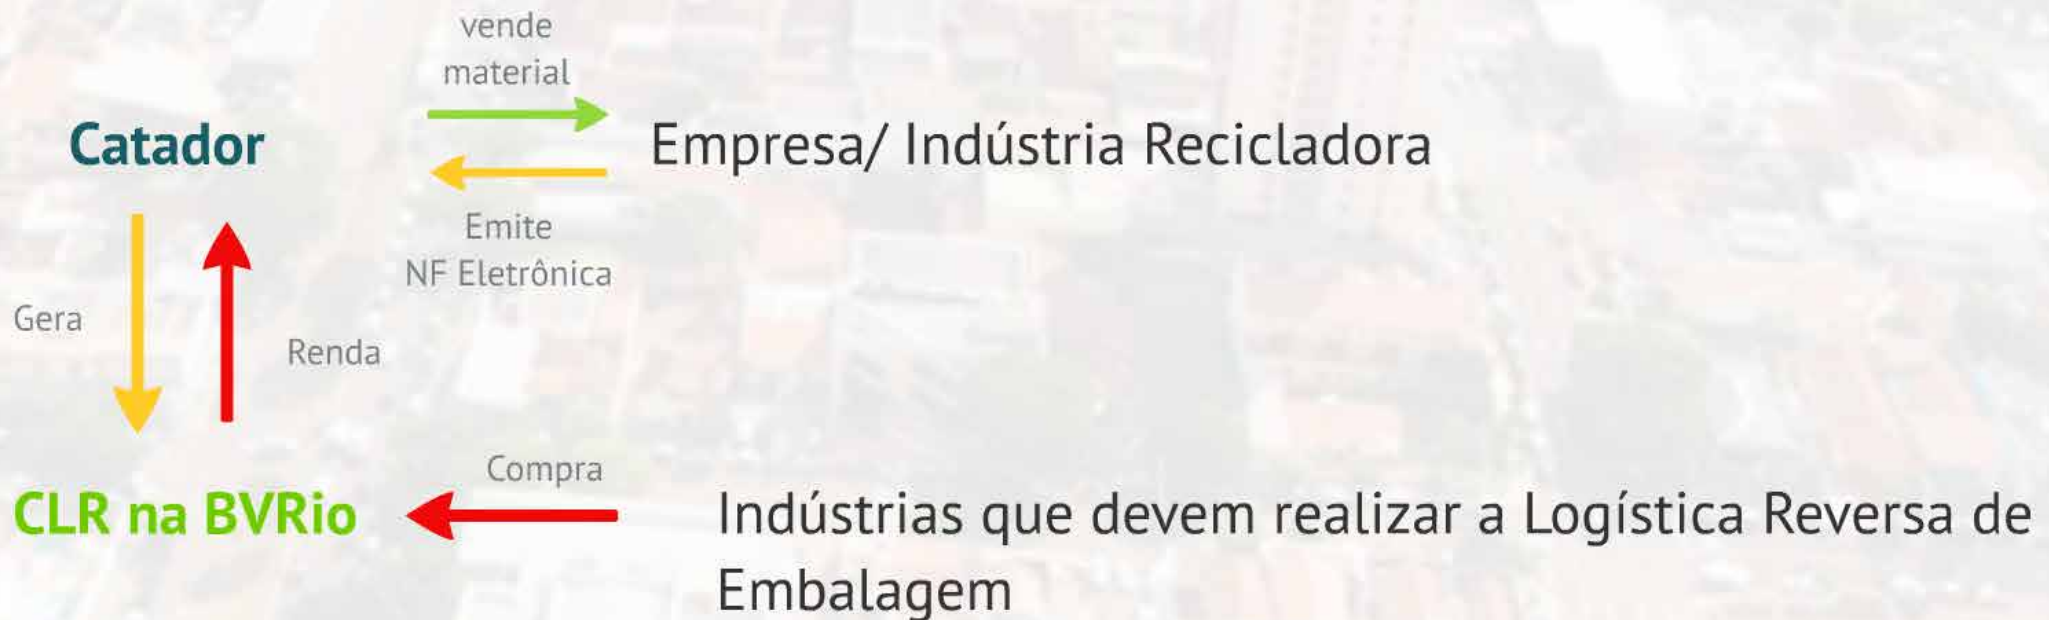 vende
material
Catador
Empresa/ Indústria Recicladora
Emite
NF Eletrônica
Gera
Renda
Compra
CLR na BVRio
Indústrias que devem realizar a Logística Reversa de
Embalagem